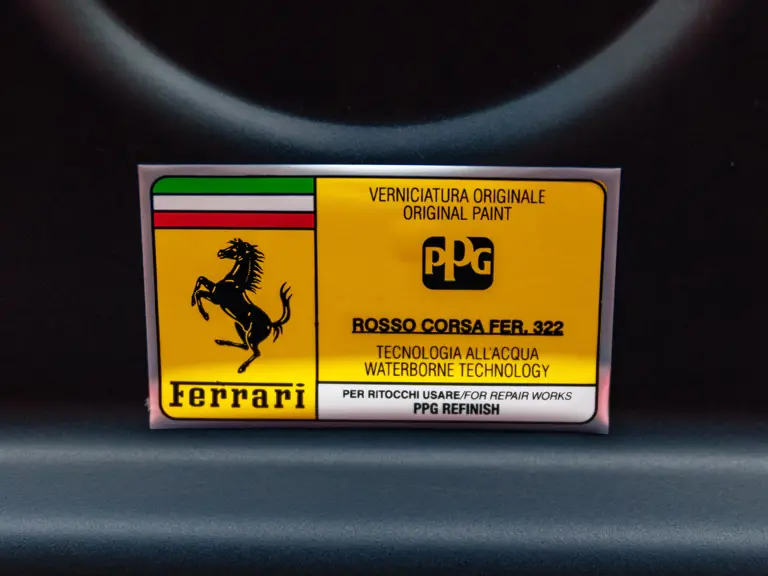 VERNICIATURA ORIGINALE
ORIGINAL PAINT
PPG
ROSSO CORSA FER. 322
TECNOLOGIA ALL'ACQUA
WATERBORNE TECHNOLOGY
Ferrari
PER RITOCCHI USARE/FOR REPAIR WORKS
PPG REFINISH